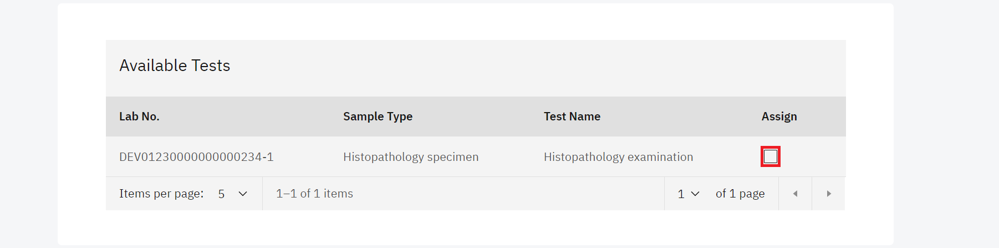 Available Tests
Lab No. Sample Type Test Name Assign
DEV01230000000000234-1 Histopathology specimen Histopathology examination
Items per page: 5 1–1 of 1 items 1 of 1 page